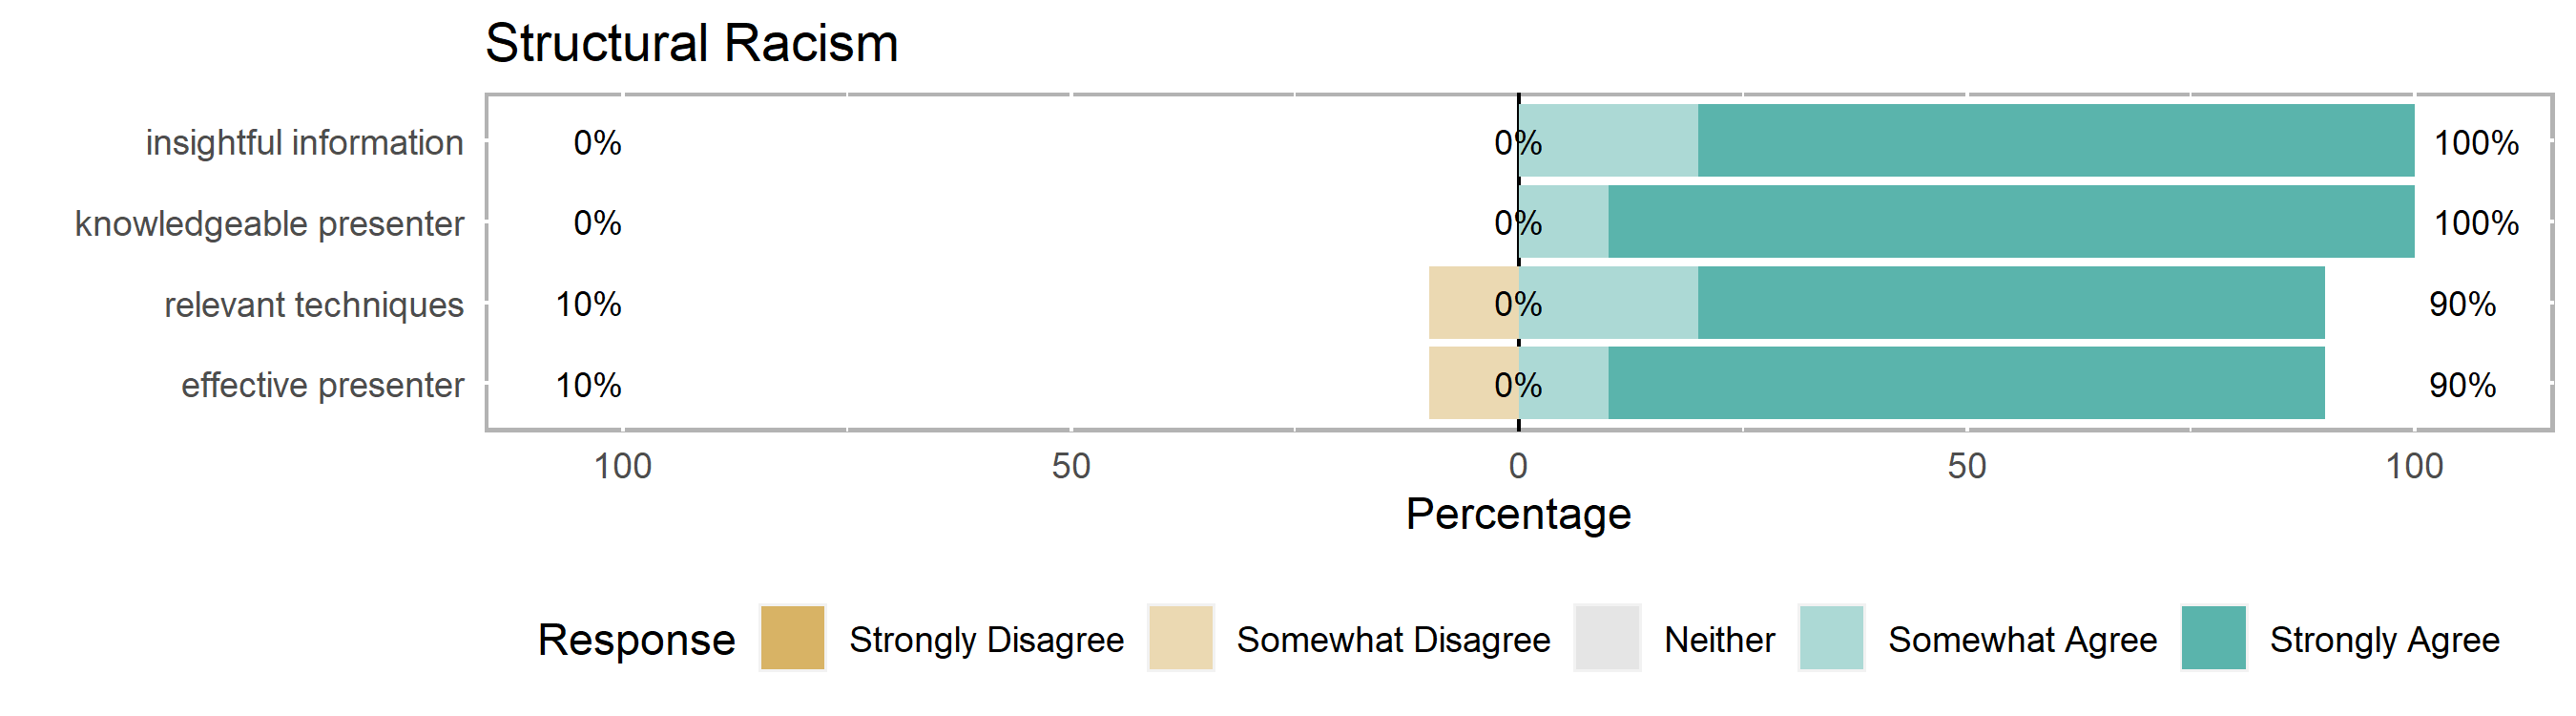 Structural Racism
insightful information 0% 0% 100%
knowledgeable presenter 0% 0% 100%
relevant techniques 10% 0% 90%
effective presenter 10% 0% 90%
100 50 0 50 100
Percentage
Response Strongly Disagree Somewhat Disagree Neither Somewhat Agree Strongly Agree